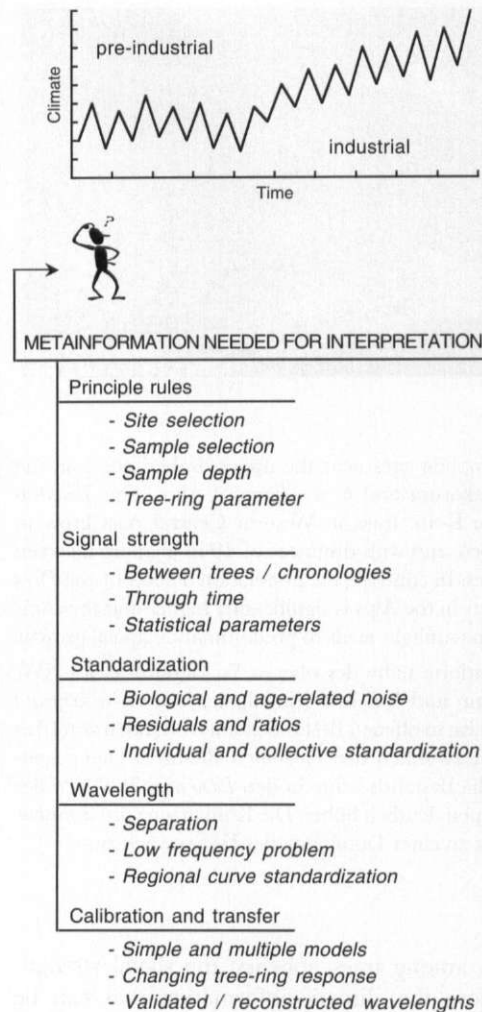 pre-industrial
Climate
industrial
Time
?
METAINFORMATION NEEDED FOR INTERPRETATION
Principle rules
- Site selection
- Sample selection
- Sample depth
- Tree-ring parameter
Signal strength
- Between trees / chronologies
- Through time
- Statistical parameters
Standardization
- Biological and age-related noise
- Residuals and ratios
- Individual and collective standardization
Wavelength
- Separation
- Low frequency problem
- Regional curve standardization
Calibration and transfer
- Simple and multiple models
- Changing tree-ring responses
- Validated / reconstructed wavelengths